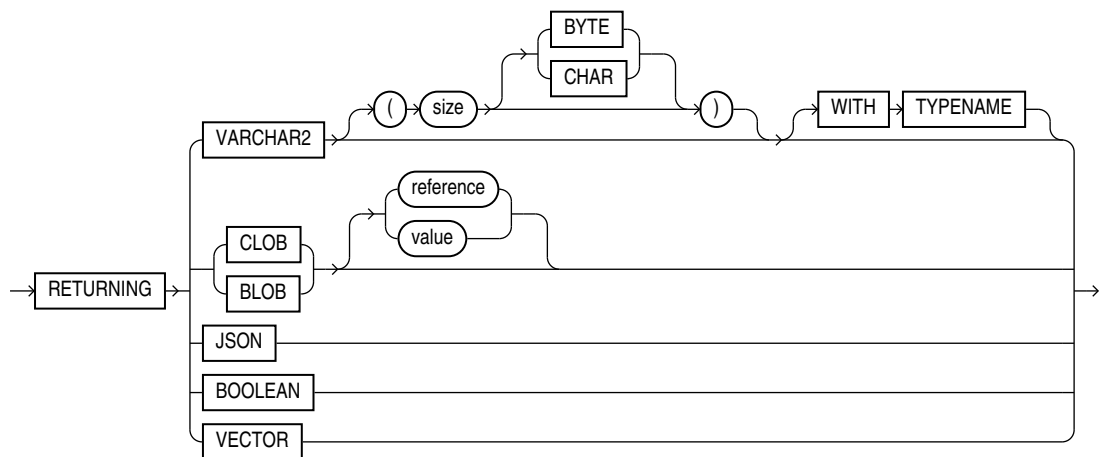 BYTE
CHAR
( size ) WITH TYPENAME
VARCHAR2
reference
value
CLOB
BLOB
RETURNING
JSON
BOOLEAN
VECTOR